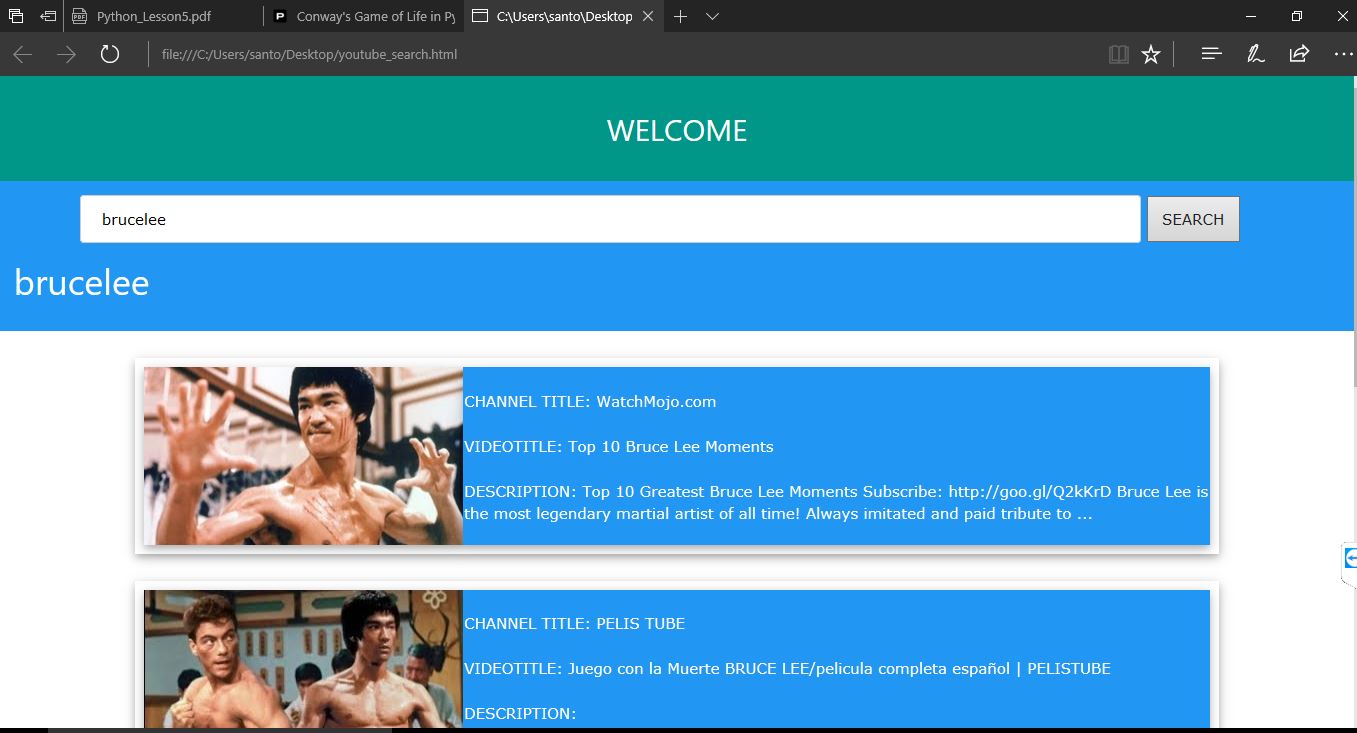 Python_Lesson5.pdf
Conway's Game of Life in Py
C:\Users\santo\Desktop
file:///C:/Users/santo/Desktop/youtube_search.html
WELCOME
brucelee
SEARCH
brucelee
CHANNEL TITLE: WatchMojo.com
VIDEOTITLE: Top 10 Bruce Lee Moments
DESCRIPTION: Top 10 Greatest Bruce Lee Moments Subscribe: http://goo.gl/Q2kKrD Bruce Lee is
the most legendary martial artist of all time! Always imitated and paid tribute to ...
CHANNEL TITLE: PELIS TUBE
VIDEOTITLE: Juego con la Muerte BRUCE LEE/pelicula completa español | PELISTUBE
DESCRIPTION: